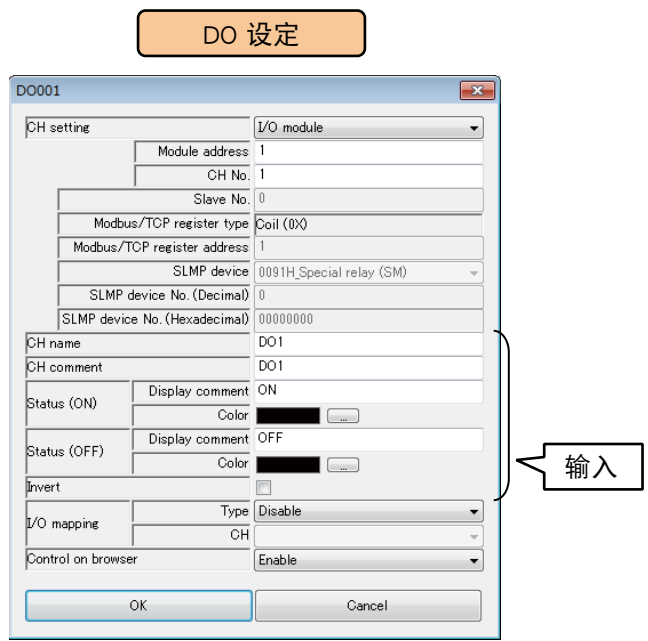 DO 设定
DO001
CH setting I/O module
Module address 1
CH No. 1
Slave No. 0
Modbus/TCP register type Coil (0X)
Modbus/TCP register address 1
SLMP device 0091H_Special relay (SM)
SLMP device No. (Decimal) 0
SLMP device No. (Hexadecimal) 00000000
CH name DO1
CH comment DO1
Status (ON) Display comment ON
Color ...
Status (OFF) Display comment OFF
Color ...
Invert
I/O mapping Type Disable
CH
Control on browser Enable
OK Cancel
输入